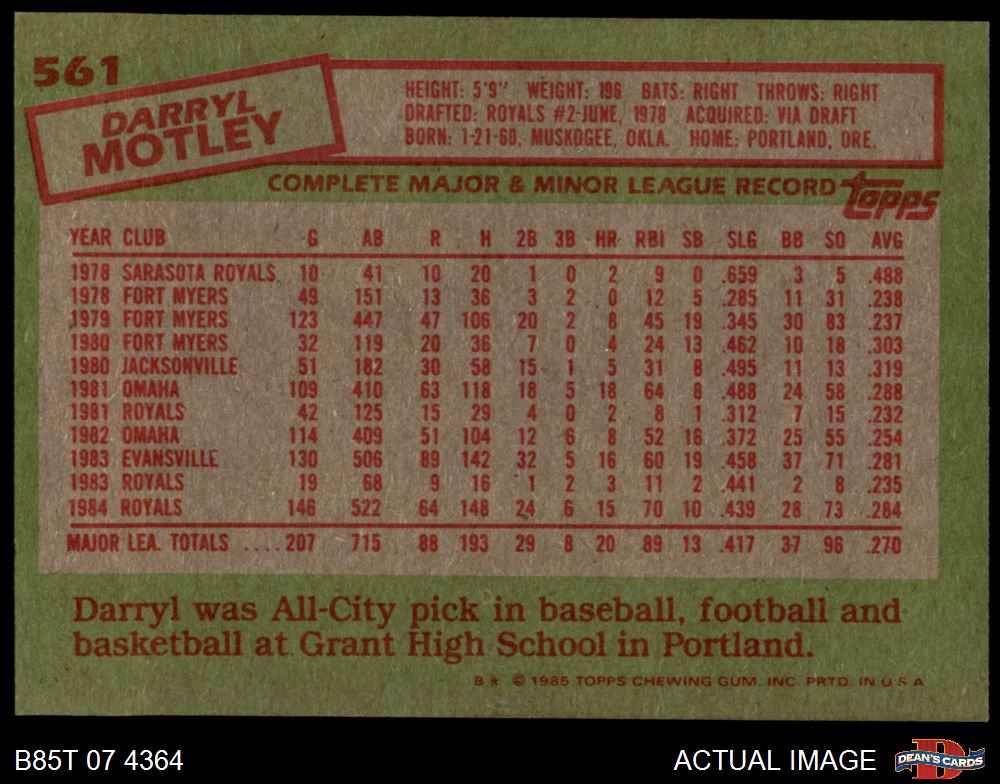 561
DARRYL
MOTLEY
HEIGHT: 5'9" WEIGHT: 196 BATS: RIGHT THROWS: RIGHT
DRAFTED: ROYALS #2-JUNE, 1978 ACQUIRED: VIA DRAFT
BORN: 1-21-60, MUSKOGEE, OKLA. HOME: PORTLAND, ORE.
COMPLETE MAJOR & MINOR LEAGUE RECORD topps
YEAR CLUB G AB R H 2B 3B HR RBI SB SLG BB SO AVG
1978 SARASOTA ROYALS 10 41 10 20 1 0 2 9 0 .659 3 5 .488
1978 FORT MYERS 49 151 13 36 3 2 0 12 5 .285 11 31 .238
1979 FORT MYERS 123 447 47 106 20 2 8 45 19 .345 30 83 .237
1980 FORT MYERS 32 119 20 36 7 0 4 24 13 .462 10 18 .303
1980 JACKSONVILLE 51 182 30 58 15 1 5 31 8 .495 11 13 .319
1981 OMAHA 109 410 63 118 18 5 18 64 8 .488 24 58 .288
1981 ROYALS 42 125 15 29 4 0 2 8 1 .312 7 15 .232
1982 OMAHA 114 409 51 104 12 6 8 52 16 .372 25 55 .254
1983 EVANSVILLE 130 506 89 142 32 5 16 60 19 .458 37 71 .281
1983 ROYALS 19 68 9 16 1 2 3 11 2 .441 2 8 .235
1984 ROYALS 146 522 64 148 24 6 15 70 10 .439 28 73 .284
MAJOR LEA. TOTALS ....207 715 88 193 29 8 20 89 13 .417 37 96 .270
Darryl was All-City pick in baseball, football and
basketball at Grant High School in Portland.
B* © 1985 TOPPS CHEWING GUM, INC. PRTD. IN U S A
B85T 07 4364
ACTUAL IMAGE
D
DEAN'S CARDS